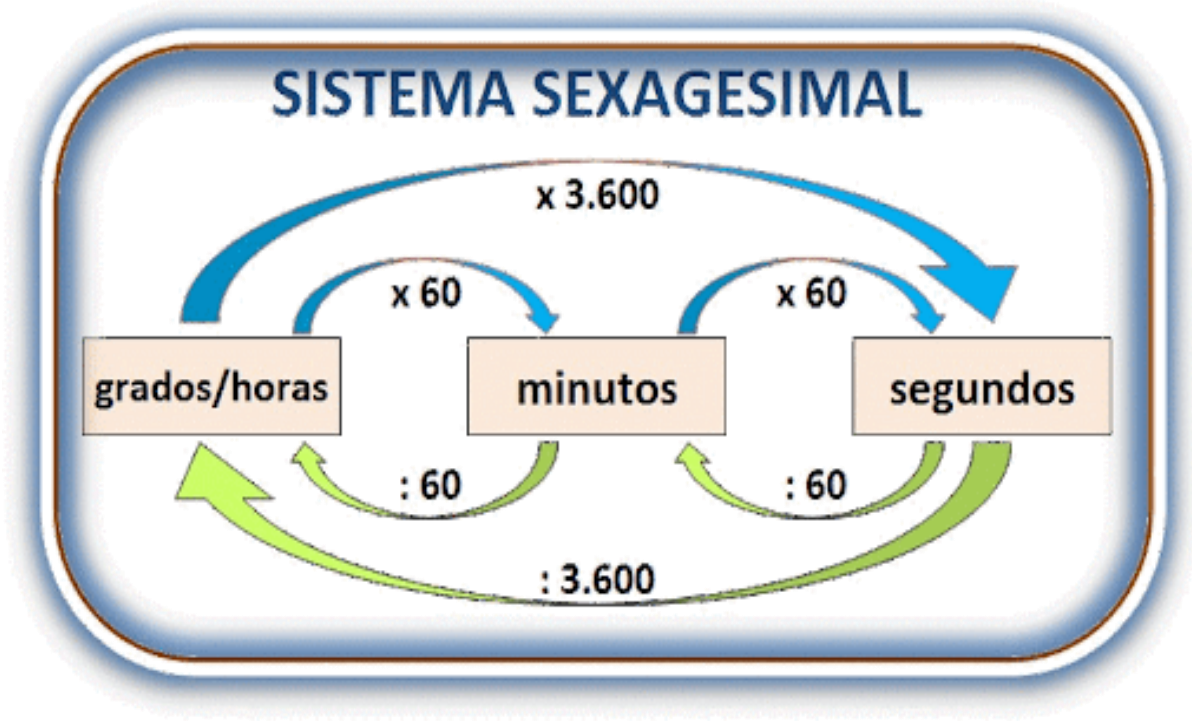 SISTEMA SEXAGESIMAL
x 3.600
x 60
x 60
grados/horas
minutos
segundos
: 60
: 60
: 3.600